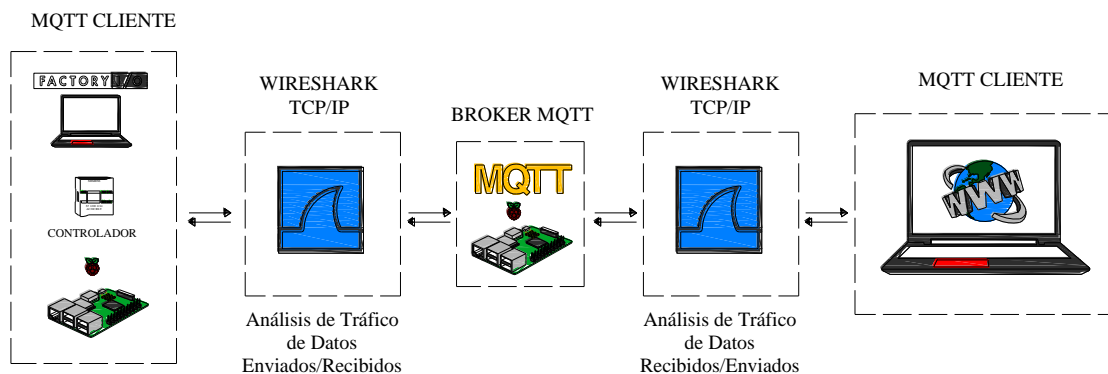 MQTT CLIENTE
FACTORY I/O
CONTROLADOR
WIRESHARK
TCP/IP
Análisis de Tráfico
de Datos
Enviados/Recibidos
BROKER MQTT
MQTT
WIRESHARK
TCP/IP
Análisis de Tráfico
de Datos
Recibidos/Enviados
MQTT CLIENTE
WWW